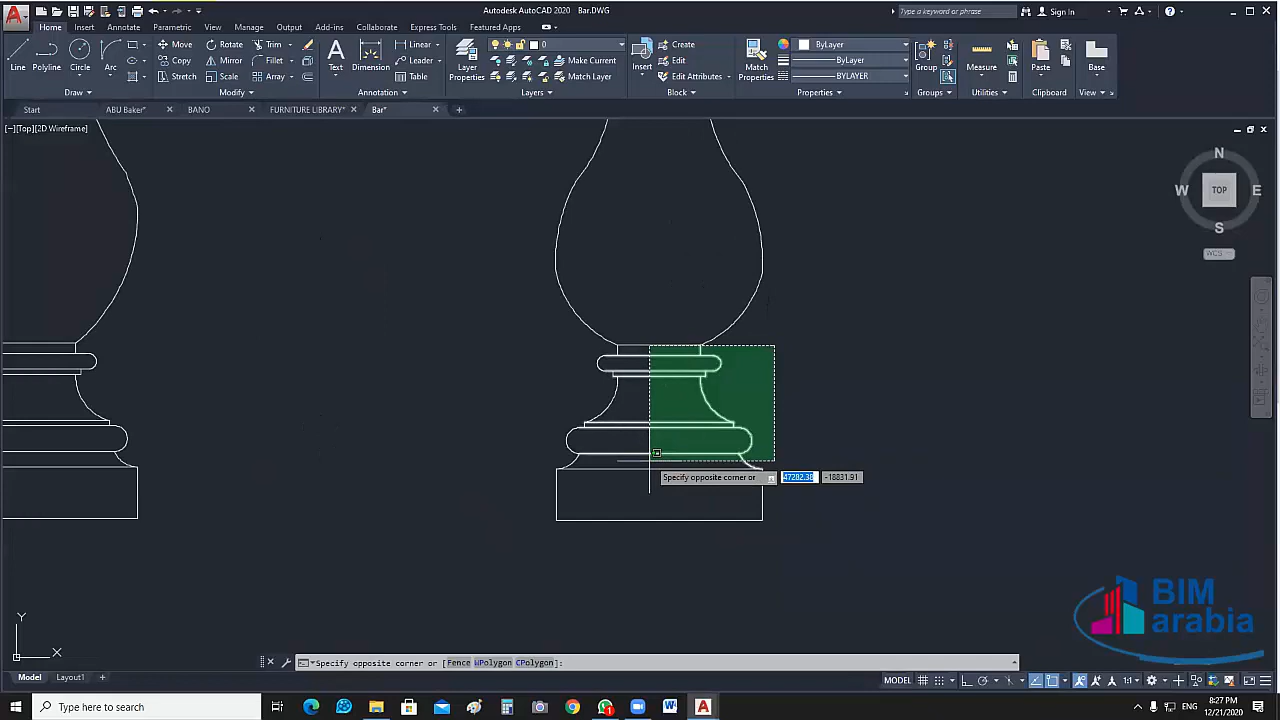 Autodesk AutoCAD 2020 Bar.DWG
Type a keyword or phrase
Sign In
Home Insert Annotate Parametric View Manage Output Add-ins Collaborate Express Tools Featured Apps
Line Polyline Circle Arc
Move Rotate Trim
Copy Mirror Fillet
Stretch Scale Array
Text Dimension
Linear
Leader
Table
Layer
Properties
0
Make Current
Match Layer
Insert
Create
Edit
Edit Attributes
Match
Properties
ByLayer
ByLayer
BYLAYER
Group
Measure
Paste
Base
Draw Modify Annotation Layers Block Properties Groups Utilities Clipboard View
Start ABU Baker* BANO FURNITURE LIBRARY* Bar*
[−][Top][2D Wireframe]
N
W TOP E
S
WCS
Specify opposite corner or 47282.38 -18831.91
BIM
arabia
Y
X
Specify opposite corner or [Fence WPolygon CPolygon]:
Model Layout1 +
MODEL
Type here to search
8:27 PM
12/21/2020